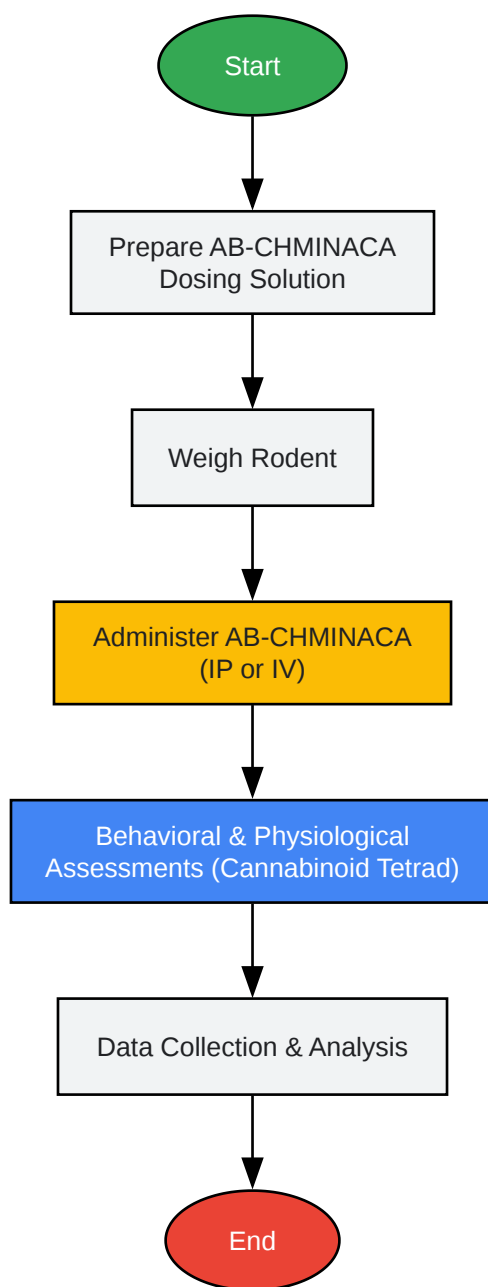 Start
Prepare AB-CHMINACA
Dosing Solution
Weigh Rodent
Administer AB-CHMINACA
(IP or IV)
Behavioral & Physiological
Assessments (Cannabinoid Tetrad)
Data Collection & Analysis
End